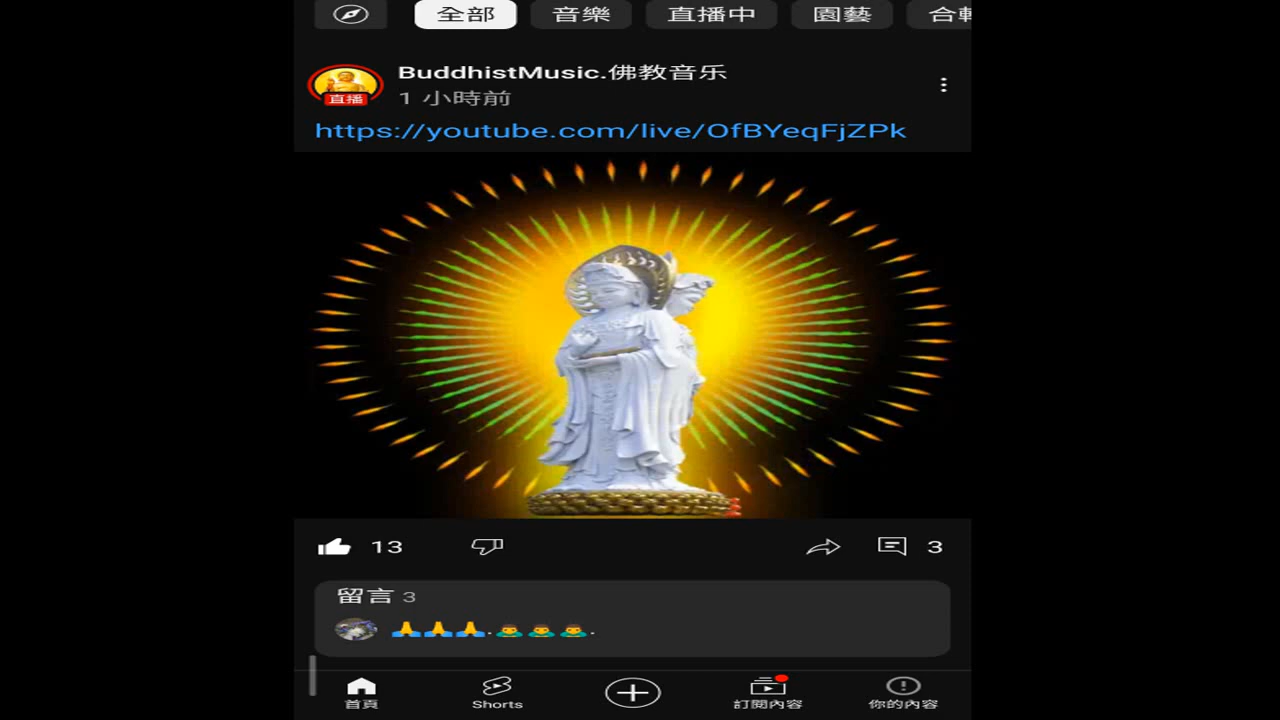 全部 音樂 直播中 園藝
BuddhistMusic.佛教音乐
直播
1 小時前
https://youtube.com/live/OfBYeqFjZPk
13 3
留言 3
🙏🙏🙏.🙇‍♂️🙇‍♂️🙇‍♂️.
首頁 Shorts 訂閱內容 你的內容